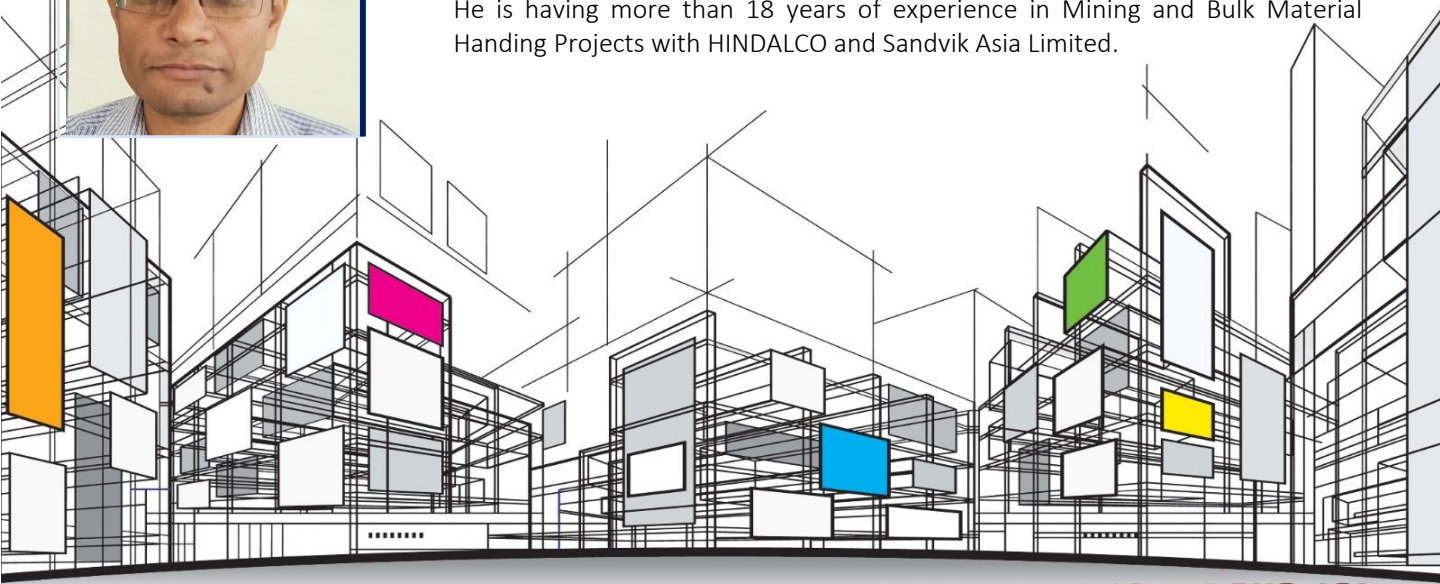 He is having more than 18 years of experience in Mining and Bulk Material
Handing Projects with HINDALCO and Sandvik Asia Limited.